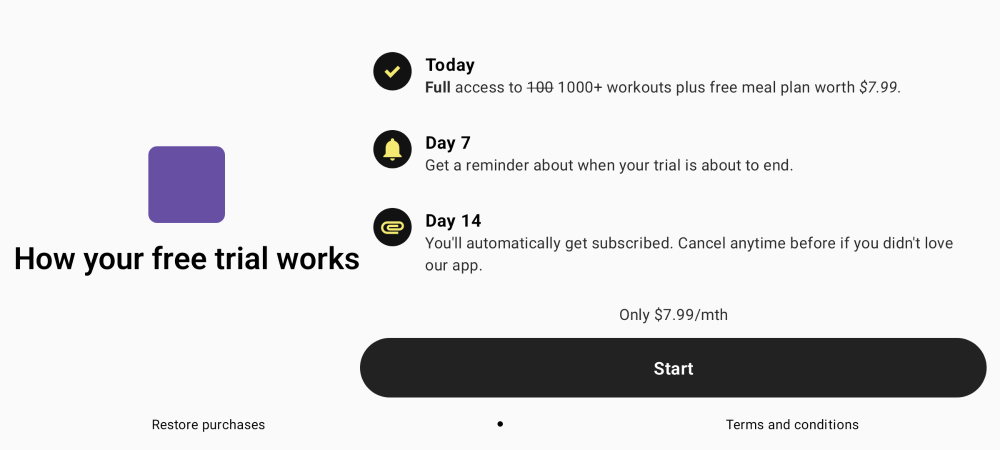 How your free trial works
Today
Full access to 100 1000+ workouts plus free meal plan worth $7.99.
Day 7
Get a reminder about when your trial is about to end.
Day 14
You'll automatically get subscribed. Cancel anytime before if you didn't love
our app.
Only $7.99/mth
Start
Restore purchases
Terms and conditions